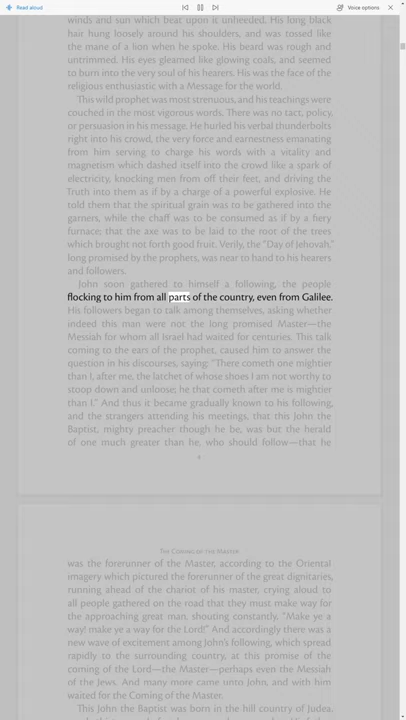 Read aloud
Voice options
winds and sun which beat upon it unheeded. His long black
hair hung loosely around his shoulders, and was tossed like
the mane of a lion when he spoke. His beard was rough and
untrimmed. His eyes gleamed like glowing coals, and seemed
to burn into the very soul of his hearers. His was the face of the
religious enthusiastic with a Message for the world.
This wild prophet was most strenuous, and his teachings were
couched in the most vigorous words. There was no tact, policy,
or persuasion in his message. He hurled his verbal thunderbolts
right into his crowd, the very force and earnestness emanating
from him serving to charge his words with a vitality and
magnetism which dashed itself into the crowd like a spark of
electricity, knocking men from off their feet, and driving the
Truth into them as if by a charge of a powerful explosive. He
told them that the spiritual grain was to be gathered into the
garners, while the chaff was to be consumed as if by a fiery
furnace; that the axe was to be laid to the root of the trees
which brought not forth good fruit. Verily, the "Day of Jehovah,"
long promised by the prophets, was near to hand to his hearers
and followers.
John soon gathered to himself a following, the people
flocking to him from all parts of the country, even from Galilee.
His followers began to talk among themselves, asking whether
indeed this man were not the long promised Master—the
Messiah for whom all Israel had waited for centuries. This talk
coming to the ears of the prophet, caused him to answer the
question in his discourses, saying: "There cometh one mightier
than I, after me, the latchet of whose shoes I am not worthy to
stoop down and unloose; he that cometh after me is mightier
than I." And thus it became gradually known to his following,
and the strangers attending his meetings, that this John the
Baptist, mighty preacher though he be, was but the herald
of one much greater than he, who should follow—that he
4
The Coming of the Master
was the forerunner of the Master, according to the Oriental
imagery which pictured the forerunner of the great dignitaries,
running ahead of the chariot of his master, crying aloud to
all people gathered on the road that they must make way for
the approaching great man, shouting constantly, "Make ye a
way! make ye a way for the Lord!" And accordingly there was a
new wave of excitement among John's following, which spread
rapidly to the surrounding country, at this promise of the
coming of the Lord—the Master—perhaps even the Messiah
of the Jews. And many more came unto John, and with him
waited for the Coming of the Master.
This John the Baptist was born in the hill country of Judea,